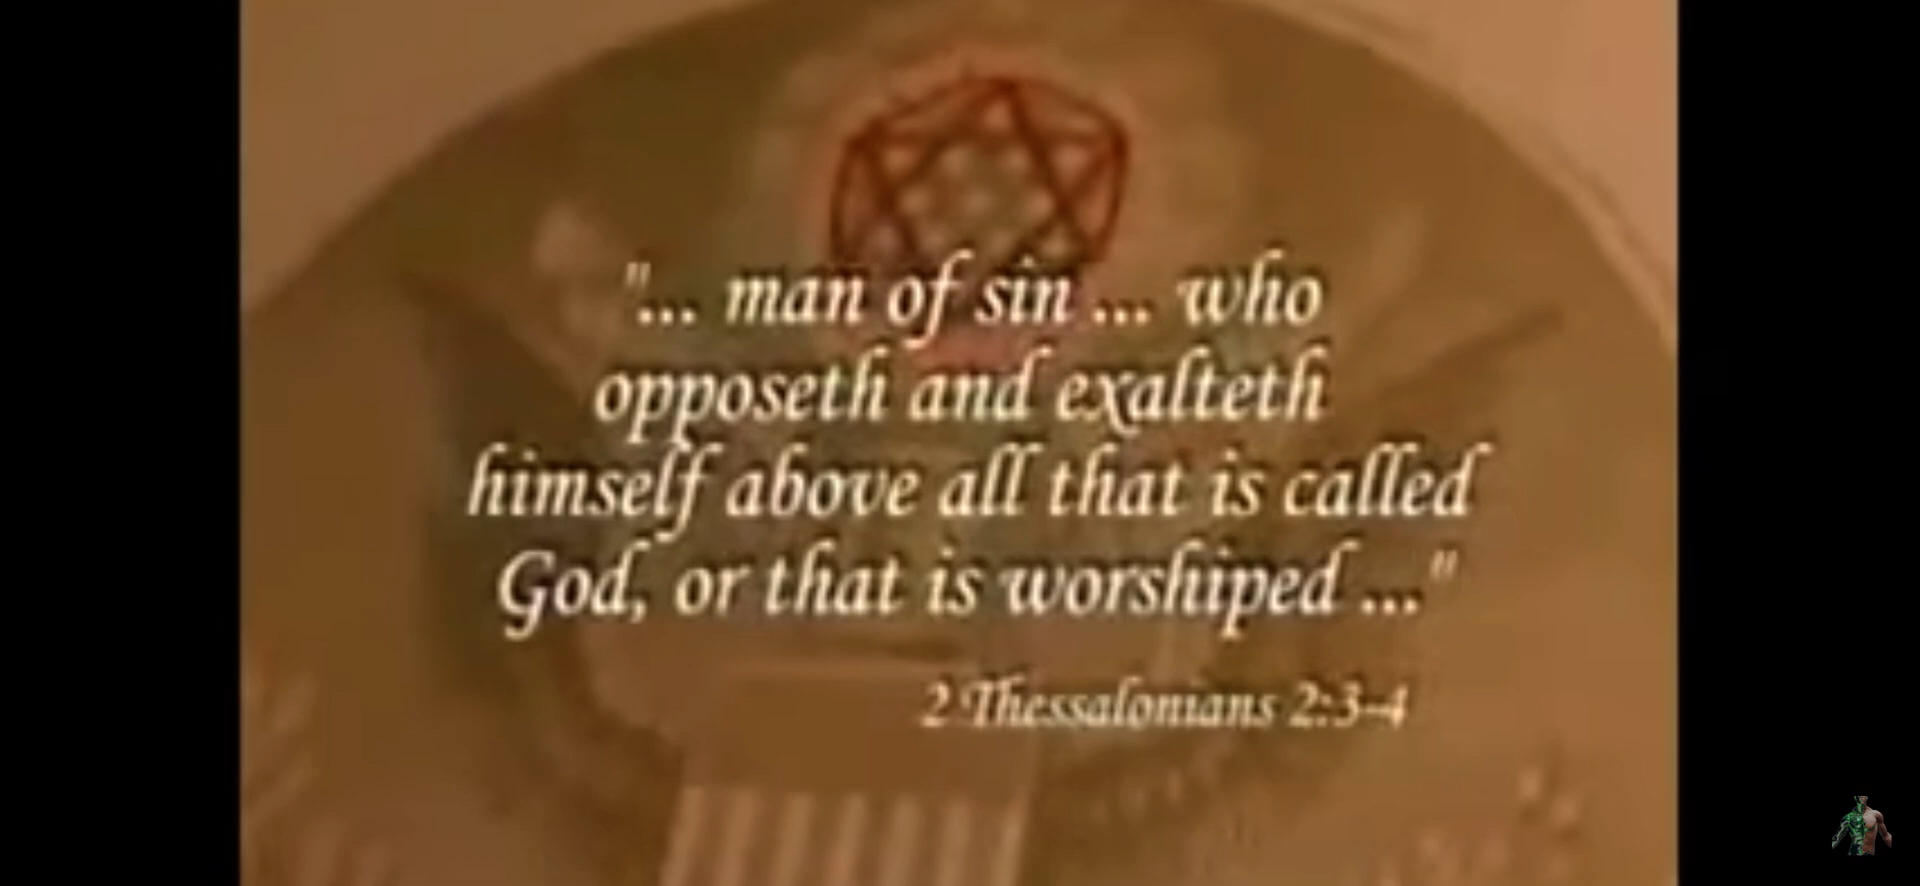 "... man of sin ... who
opposeth and exalteth
himself above all that is called
God, or that is worshiped ..."
2 Thessalonians 2:3-4